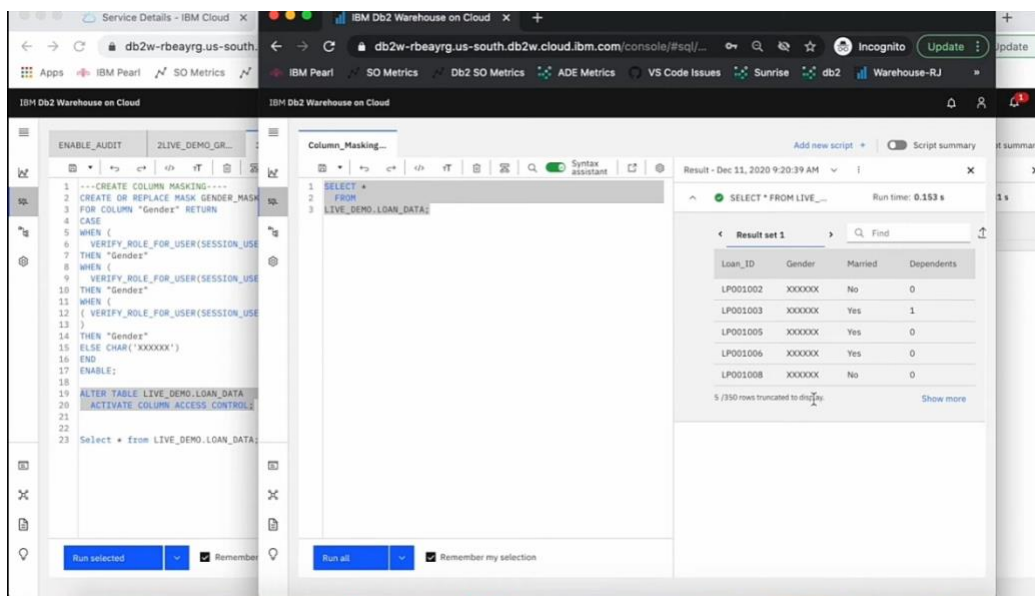 Service Details - IBM Cloud
db2w-rbeayrg.us-south.
Apps
IBM Pearl
SO Metrics
IBM Db2 Warehouse on Cloud
ENABLE_AUDIT
2LIVE_DEMO_GR...
1 ---CREATE COLUMN MASKING----
2 CREATE OR REPLACE MASK GENDER_MASK
3 FOR COLUMN "Gender" RETURN
4 CASE
5 WHEN (
6 VERIFY_ROLE_FOR_USER(SESSION_USE
7 THEN "Gender"
8 WHEN (
9 VERIFY_ROLE_FOR_USER(SESSION_USE
10 THEN "Gender"
11 WHEN (
12 ( VERIFY_ROLE_FOR_USER(SESSION_USE
13 )
14 THEN "Gender"
15 ELSE CHAR('XXXXXX')
16 END
17 ENABLE;
18
19 ALTER TABLE LIVE_DEMO.LOAN_DATA
20 ACTIVATE COLUMN ACCESS CONTROL;
21
22
23 Select * from LIVE_DEMO.LOAN_DATA;
Run selected
Remember
IBM Db2 Warehouse on Cloud
db2w-rbeayrg.us-south.db2w.cloud.ibm.com/console/#sql/...
Incognito
Update
IBM Pearl
SO Metrics
Db2 SO Metrics
ADE Metrics
VS Code Issues
Sunrise
db2
Warehouse-RJ
»
IBM Db2 Warehouse on Cloud
Column_Masking...
Add new script +
Script summary
SQL
Syntax assistant
1 SELECT *
2 FROM
3 LIVE_DEMO.LOAN_DATA;
Run all
Remember my selection
Result - Dec 11, 2020 9:20:39 AM
SELECT * FROM LIVE_...
Run time: 0.153 s
Result set 1
Find
Loan_ID Gender Married Dependents
LP001002 XXXXXX No 0
LP001003 XXXXXX Yes 1
LP001005 XXXXXX Yes 0
LP001006 XXXXXX Yes 0
LP001008 XXXXXX No 0
5 /350 rows truncated to display.
Show more